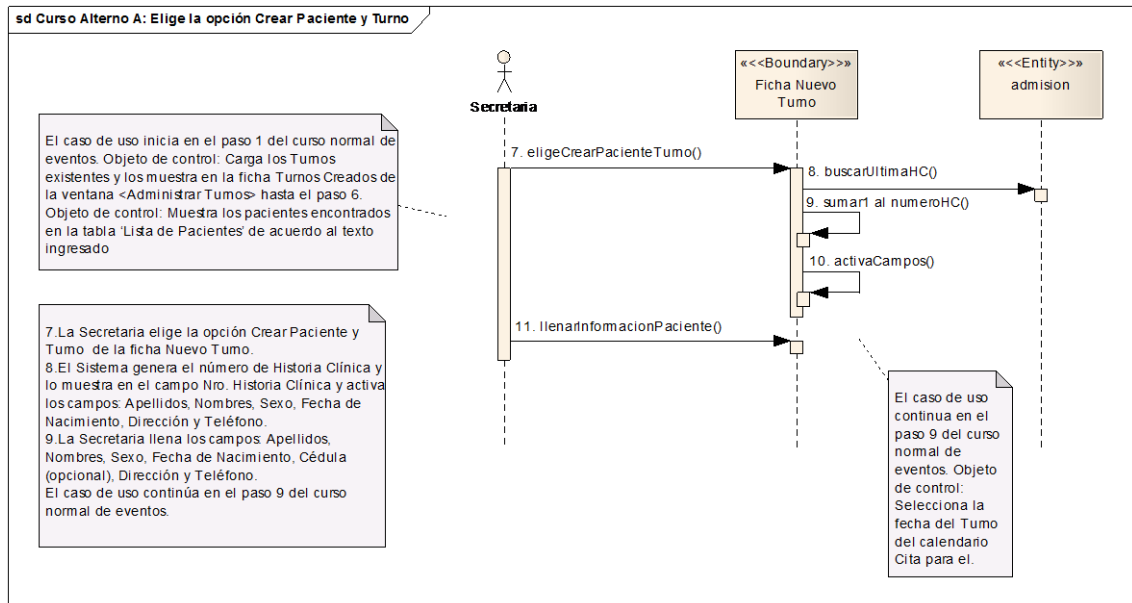 sd Curso Alterno A: Elige la opción Crear Paciente y Turno
«<<Boundary>>»
Ficha Nuevo
Turno
«<<Entity>>»
admision
Secretaria
El caso de uso inicia en el paso 1 del curso normal de
eventos. Objeto de control: Carga los Turnos
existentes y los muestra en la ficha Turnos Creados de
la ventana <Administrar Turnos> hasta el paso 6.
Objeto de control: Muestra los pacientes encontrados
en la tabla ‘Lista de Pacientes’ de acuerdo al texto
ingresado
7. eligeCrearPacienteTurno()
8. buscarUltimaHC()
9. sumar1 al numeroHC()
10. activaCampos()
11. llenarInformacionPaciente()
7.La Secretaria elige la opción Crear Paciente y
Turno de la ficha Nuevo Turno.
8.El Sistema genera el número de Historia Clínica y
lo muestra en el campo Nro. Historia Clínica y activa
los campos: Apellidos, Nombres, Sexo, Fecha de
Nacimiento, Dirección y Teléfono.
9.La Secretaria llena los campos: Apellidos,
Nombres, Sexo, Fecha de Nacimiento, Cédula
(opcional), Dirección y Teléfono.
El caso de uso continúa en el paso 9 del curso
normal de eventos.
El caso de uso
continua en el
paso 9 del curso
normal de
eventos. Objeto
de control:
Selecciona la
fecha del Turno
del calendario
Cita para el.